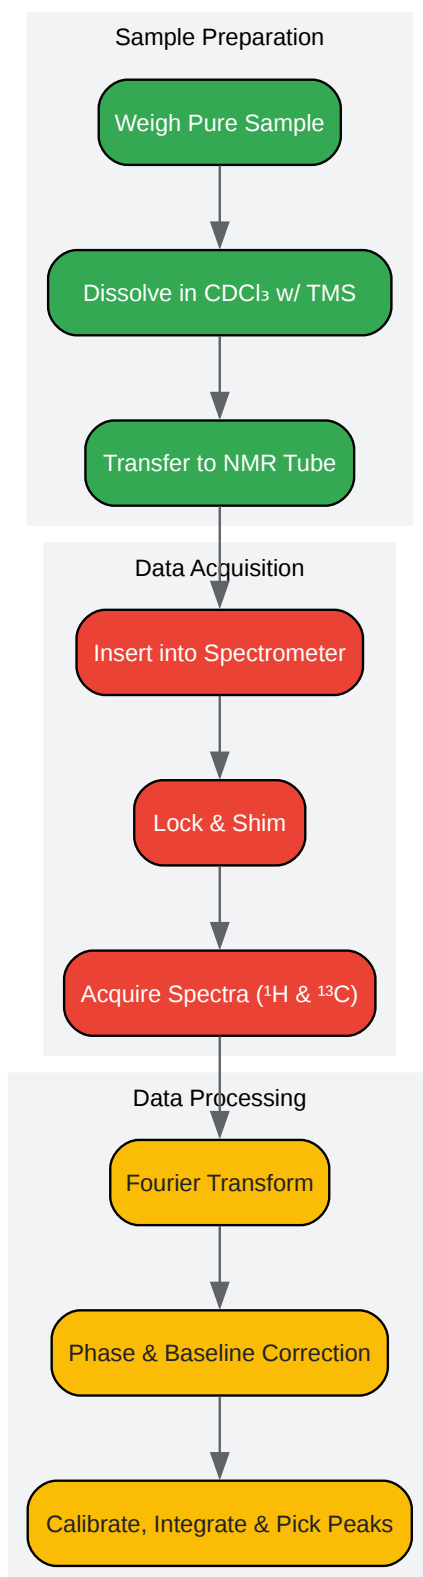 Sample Preparation
Weigh Pure Sample
Dissolve in CDCl₃ w/ TMS
Transfer to NMR Tube
Data Acquisition
Insert into Spectrometer
Lock & Shim
Acquire Spectra (¹H & ¹³C)
Data Processing
Fourier Transform
Phase & Baseline Correction
Calibrate, Integrate & Pick Peaks